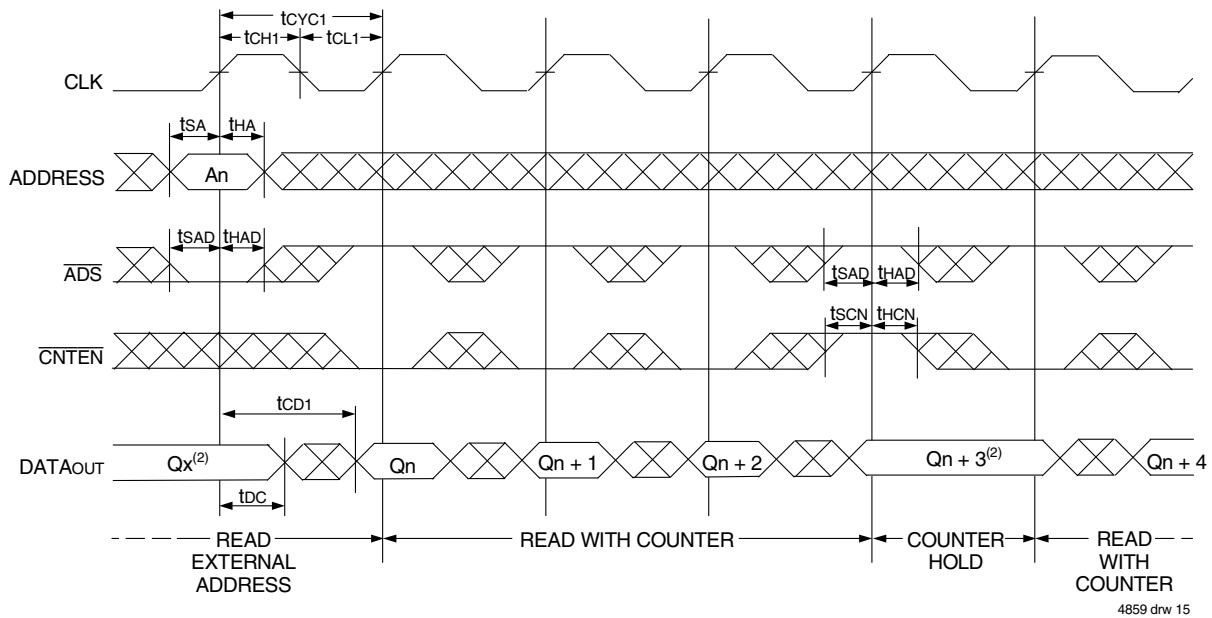 tCYC1
tCH1 tCL1
CLK
tSA tHA
ADDRESS An
tSAD tHAD
ADS
tSAD tHAD
tSCN tHCN
CNTEN
tCD1
DATAOUT Qx(2) Qn Qn + 1 Qn + 2 Qn + 3(2) Qn + 4
tDC
READ EXTERNAL ADDRESS
READ WITH COUNTER
COUNTER HOLD
READ WITH COUNTER
4859 drw 15